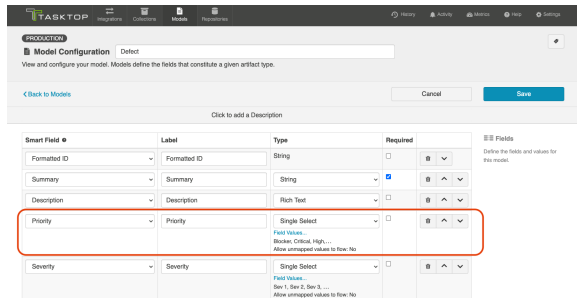 TASKTOP
Integrations Collections Models Repositories
History Activity Metrics Help Settings
PRODUCTION
Model Configuration Defect
View and configure your model. Models define the fields that constitute a given artifact type.
Back to Models Cancel Save
Click to add a Description
Smart Field Label Type Required
Fields
Define the fields and values for
this model.
Formatted ID Formatted ID String
Summary Summary String
Description Description Rich Text
Priority Priority Single Select
Field Values...
Blocker, Critical, High,...
Allow unmapped values to flow: No
Severity Severity Single Select
Field Values...
Sev 1, Sev 2, Sev 3, ...
Allow unmapped values to flow: No